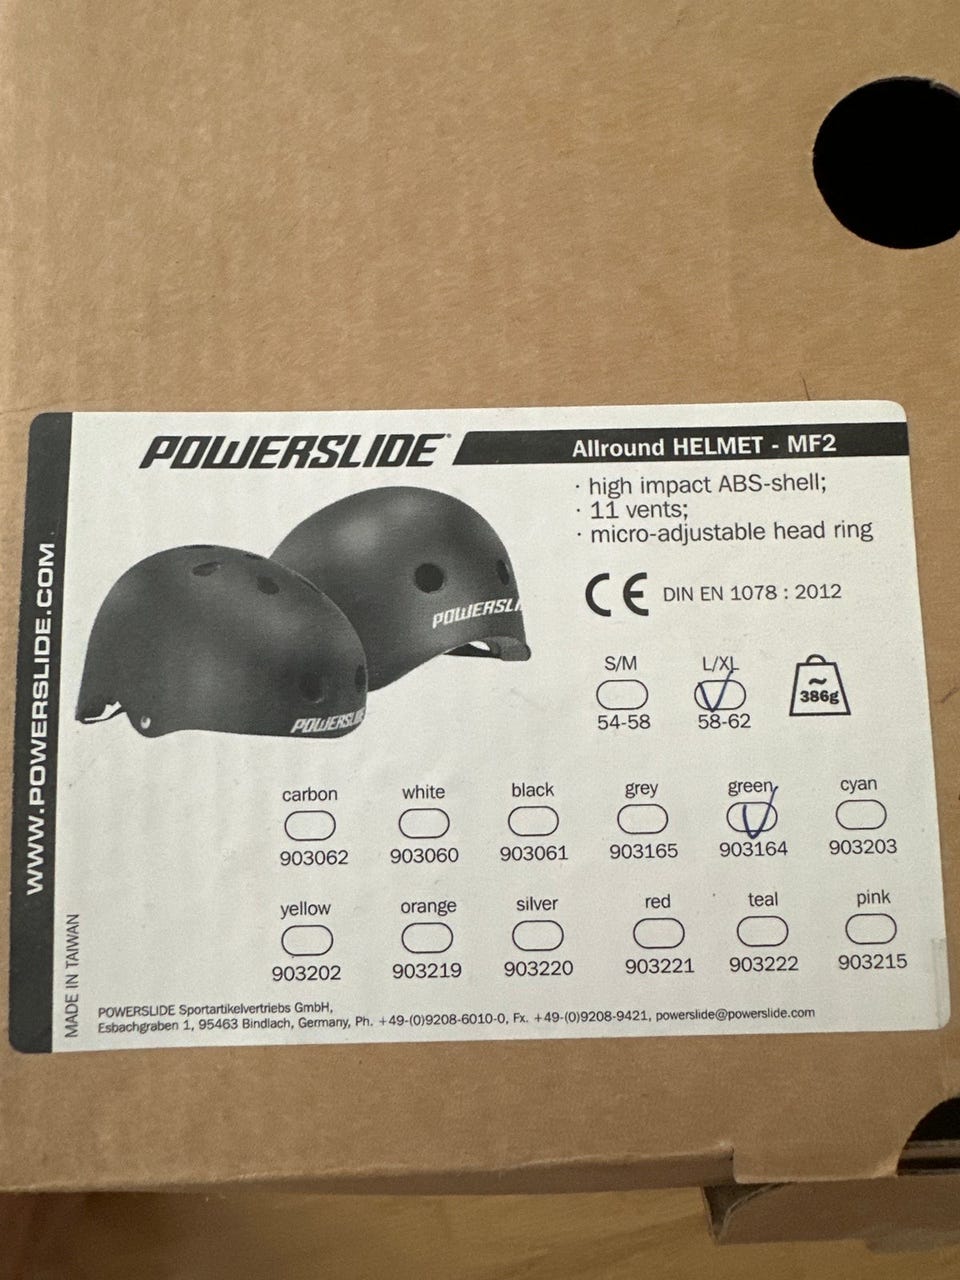 POWERSLIDE®
Allround HELMET - MF2
· high impact ABS-shell;
· 11 vents;
· micro-adjustable head ring
CE DIN EN 1078 : 2012
POWERSLI
POWERSLIDE
S/M L/XL
54-58 58-62
~
386g
carbon white black grey green cyan
903062 903060 903061 903165 903164 903203
yellow orange silver red teal pink
903202 903219 903220 903221 903222 903215
POWERSLIDE Sportartikelvertriebs GmbH,
Esbachgraben 1, 95463 Bindlach, Germany, Ph. +49-(0)9208-6010-0, Fx. +49-(0)9208-9421, powerslide@powerslide.com
WWW.POWERSLIDE.COM
MADE IN TAIWAN